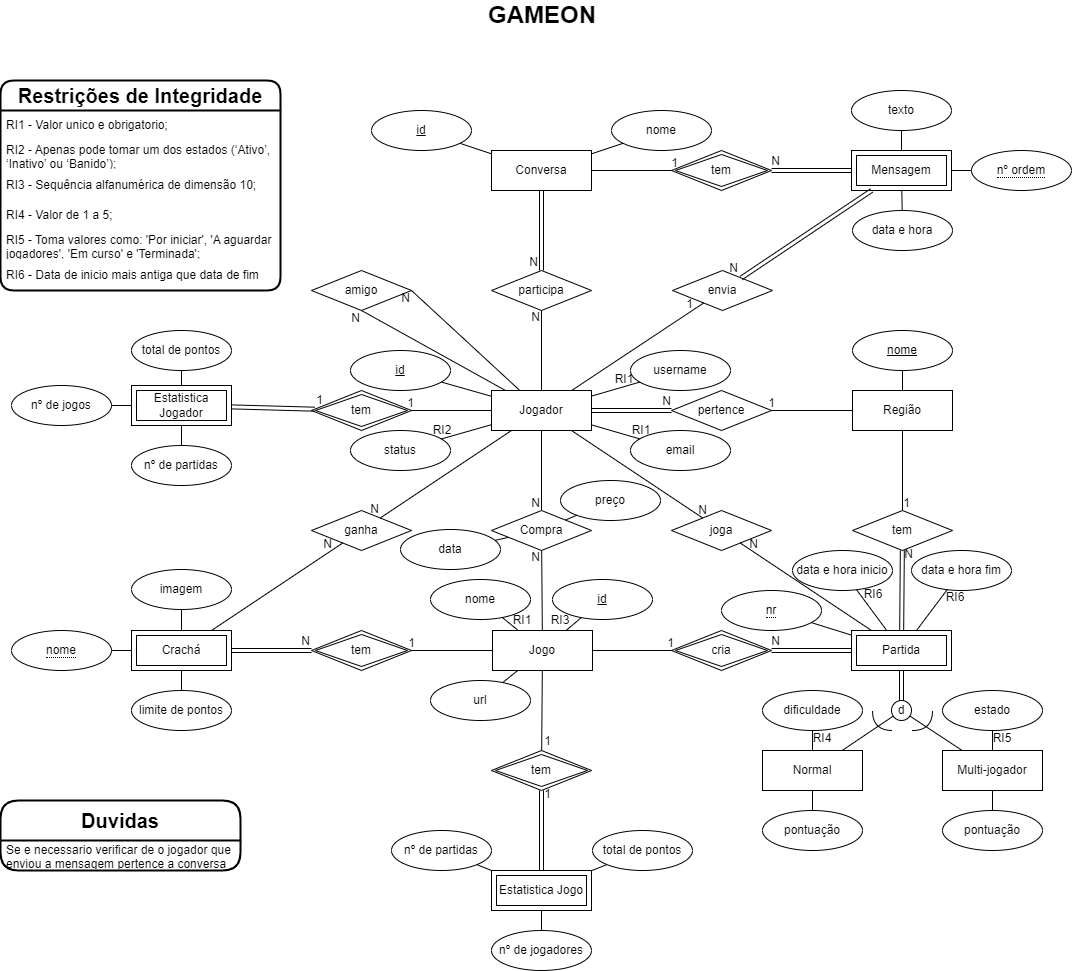 GAMEON
Restrições de Integridade
RI1 - Valor unico e obrigatorio;
RI2 - Apenas pode tomar um dos estados (‘Ativo’,
‘Inativo’ ou ‘Banido’);
RI3 - Sequência alfanumérica de dimensão 10;
RI4 - Valor de 1 a 5;
RI5 - Toma valores como: 'Por iniciar', 'A aguardar
jogadores', 'Em curso' e 'Terminada';
RI6 - Data de inicio mais antiga que data de fim
texto
id
nome
Conversa
1
tem
N
Mensagem
nº ordem
data e hora
N
participa
N
amigo
N
N
N
envia
1
total de pontos
nº de jogos
Estatistica
Jogador
nº de partidas
1
tem
1
id
RI2
status
Jogador
RI1
username
RI1
email
N
pertence
1
nome
Região
N
ganha
N
N
Compra
N
preço
data
N
joga
N
1
tem
N
data e hora inicio
RI6
data e hora fim
RI6
imagem
nome
Crachá
limite de pontos
N
tem
1
nome
RI1
id
RI3
Jogo
url
1
cria
N
nr
Partida
d
dificuldade
RI4
estado
RI5
Normal
Multi-jogador
pontuação
pontuação
1
tem
1
nº de partidas
total de pontos
Estatistica Jogo
nº de jogadores
Duvidas
Se e necessario verificar de o jogador que
enviou a mensagem pertence a conversa